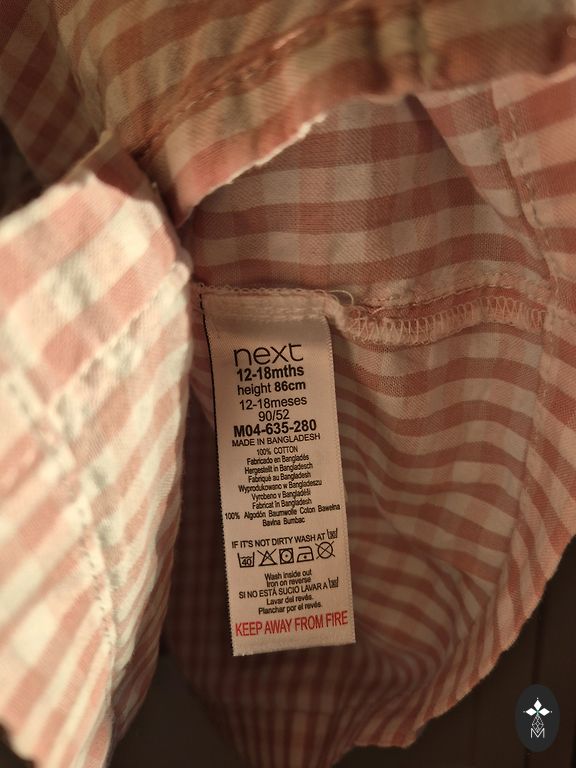 next
12-18mths
height 86cm
12-18meses
90/52
M04-635-280
MADE IN BANGLADESH
100% COTTON
Fabricado en Bangladés
Hergestellt in Bangladesch
Fabriqué au Bangladesh
Wyprodukowano w Bangladeszu
Vyrobeno v Bangladéši
Fabricat în Bangladesh
100% Algodón Baumwolle Coton Bawełna
Bavlna Bumbac
IF IT'S NOT DIRTY WASH AT
40
Wash inside out
Iron on reverse
SI NO ESTÁ SUCIO LAVAR A
Lavar del revés.
Planchar por el revés.
KEEP AWAY FROM FIRE
M